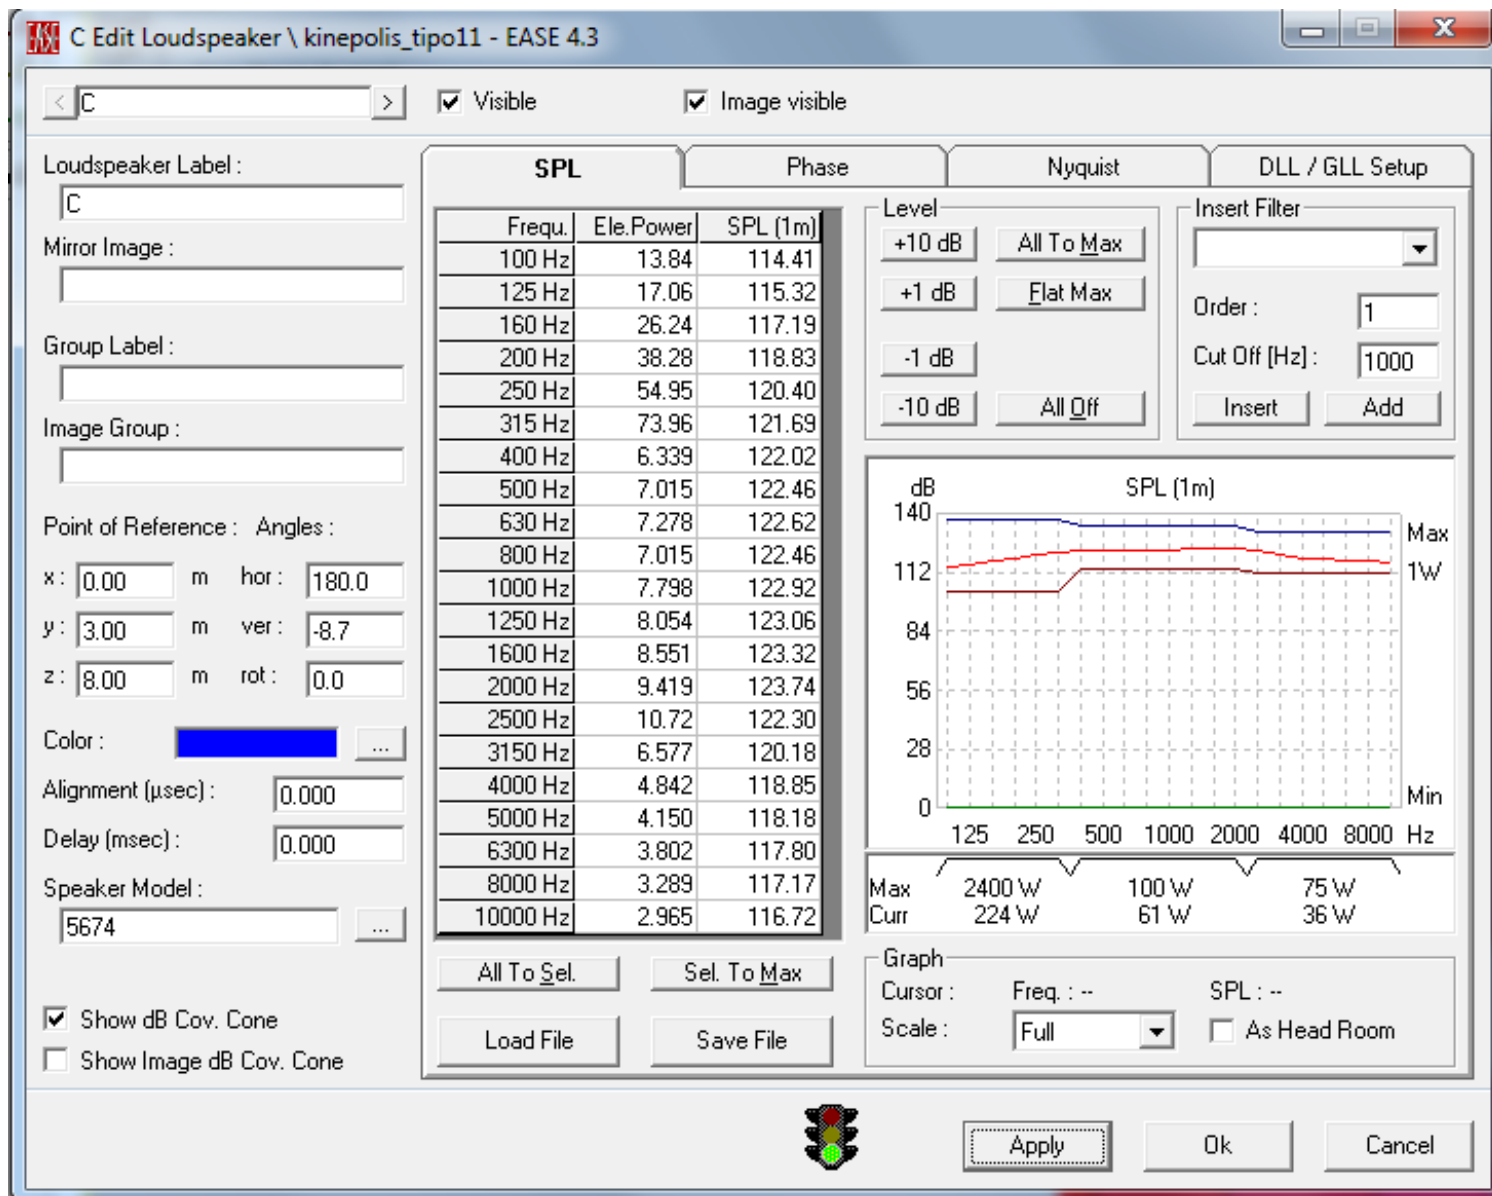 EASE C Edit Loudspeaker \ kinepolis_tipo11 - EASE 4.3
< C > Visible Image visible
Loudspeaker Label :
C
Mirror Image :
Group Label :
Image Group :
Point of Reference : Angles :
x : 0.00 m hor : 180.0
y : 3.00 m ver : -8.7
z : 8.00 m rot : 0.0
Color : ...
Alignment (µsec) : 0.000
Delay (msec) : 0.000
Speaker Model :
5674 ...
Show dB Cov. Cone
Show Image dB Cov. Cone
SPL Phase Nyquist DLL / GLL Setup
Frequ. Ele.Power SPL (1m)
100 Hz 13.84 114.41
125 Hz 17.06 115.32
160 Hz 26.24 117.19
200 Hz 38.28 118.83
250 Hz 54.95 120.40
315 Hz 73.96 121.69
400 Hz 6.339 122.02
500 Hz 7.015 122.46
630 Hz 7.278 122.62
800 Hz 7.015 122.46
1000 Hz 7.798 122.92
1250 Hz 8.054 123.06
1600 Hz 8.551 123.32
2000 Hz 9.419 123.74
2500 Hz 10.72 122.30
3150 Hz 6.577 120.18
4000 Hz 4.842 118.85
5000 Hz 4.150 118.18
6300 Hz 3.802 117.80
8000 Hz 3.289 117.17
10000 Hz 2.965 116.72
All To Sel. Sel. To Max
Load File Save File
Level
+10 dB All To Max
+1 dB Flat Max
-1 dB
-10 dB All Off
Insert Filter
Order : 1
Cut Off [Hz] : 1000
Insert Add
dB SPL (1m)
140
Max
112 1W
84
56
28
0 Min
125 250 500 1000 2000 4000 8000 Hz
Max 2400 W 100 W 75 W
Curr 224 W 61 W 36 W
Graph
Cursor : Freq. : -- SPL : --
Scale : Full As Head Room
Apply Ok Cancel